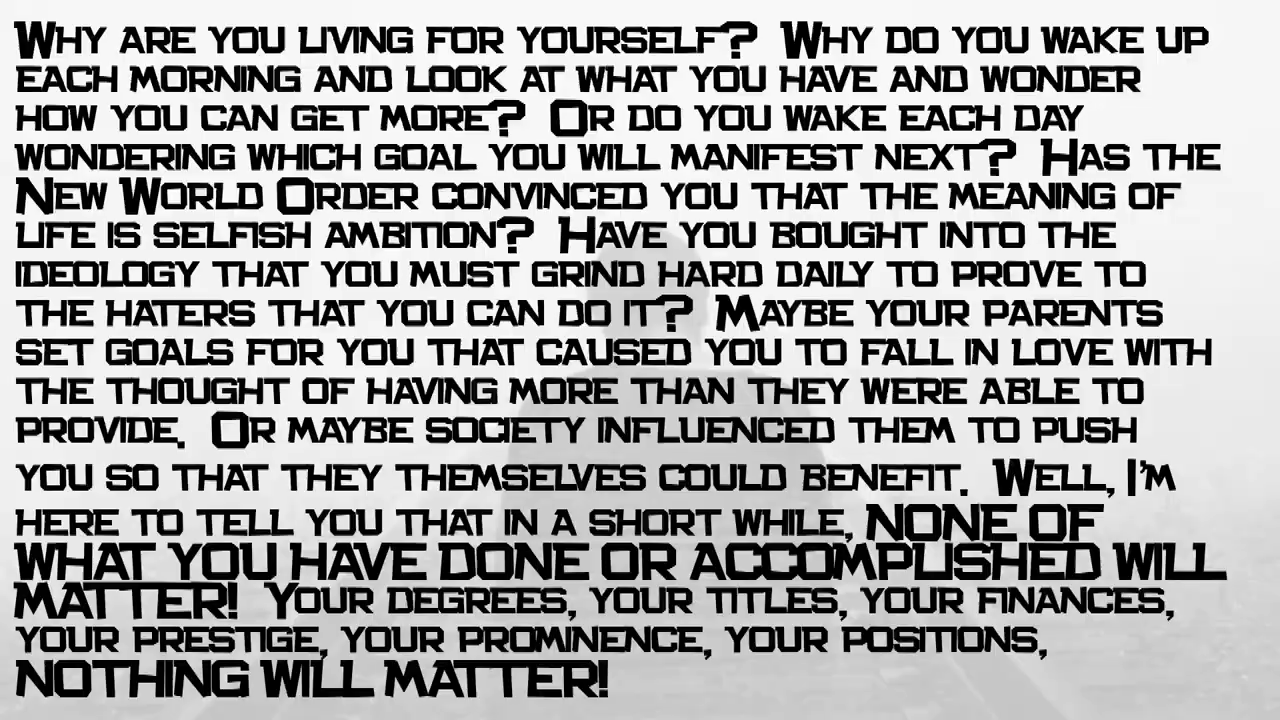 Why are you living for yourself? Why do you wake up
each morning and look at what you have and wonder
how you can get more? Or do you wake each day
wondering which goal you will manifest next? Has the
New World Order convinced you that the meaning of
life is selfish ambition? Have you bought into the
ideology that you must grind hard daily to prove to
the haters that you can do it? Maybe your parents
set goals for you that caused you to fall in love with
the thought of having more than they were able to
provide. Or maybe society influenced them to push
you so that they themselves could benefit. Well, I'm
here to tell you that in a short while, NONE OF
WHAT YOU HAVE DONE OR ACCOMPLISHED WILL
MATTER! Your degrees, your titles, your finances,
your prestige, your prominence, your positions,
NOTHING WILL MATTER!